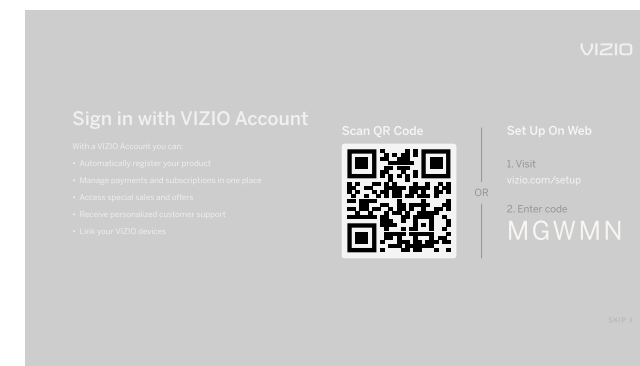 VIZIO
Sign in with VIZIO Account
With a VIZIO Account you can:
• Automatically register your product
• Manage payments and subscriptions in one place
• Access special sales and offers
• Receive personalized customer support
• Link your VIZIO devices
Scan QR Code
OR
Set Up On Web
1. Visit
vizio.com/setup
2. Enter code
MGWMN
SKIP